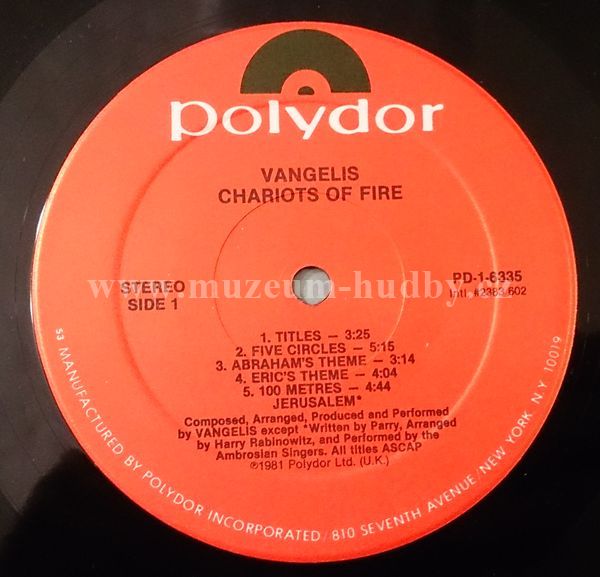 polydor
VANGELIS
CHARIOTS OF FIRE
STEREO
SIDE 1
PD-1-6335
Intl. #2383 602
www.muzeum-hudby.
1. TITLES — 3:25
2. FIVE CIRCLES — 5:15
3. ABRAHAM'S THEME — 3:14
4. ERIC'S THEME — 4:04
5. 100 METRES — 4:44
JERUSALEM*
Composed, Arranged, Produced and Performed
by VANGELIS except *Written by Parry, Arranged
by Harry Rabinowitz, and Performed by the
Ambrosian Singers. All titles ASCAP
℗1981 Polydor Ltd. (U.K.)
53 MANUFACTURED BY POLYDOR INCORPORATED / 810 SEVENTH AVENUE / NEW YORK, N.Y. 10019